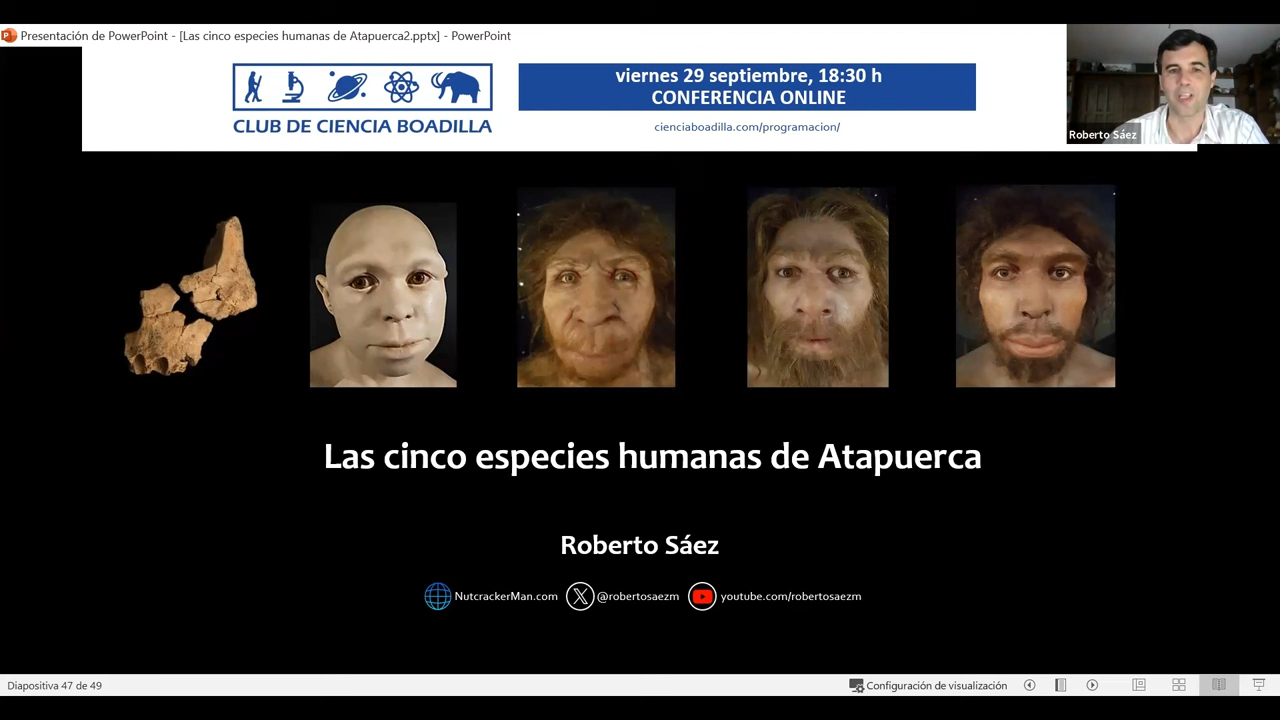 Presentación de PowerPoint - [Las cinco especies humanas de Atapuerca2.pptx] - PowerPoint
CLUB DE CIENCIA BOADILLA
viernes 29 septiembre, 18:30 h
CONFERENCIA ONLINE
cienciaboadilla.com/programacion/
Roberto Sáez
Las cinco especies humanas de Atapuerca
Roberto Sáez
NutcrackerMan.com @robertosaezm youtube.com/robertosaezm
Diapositiva 47 de 49 Configuración de visualización